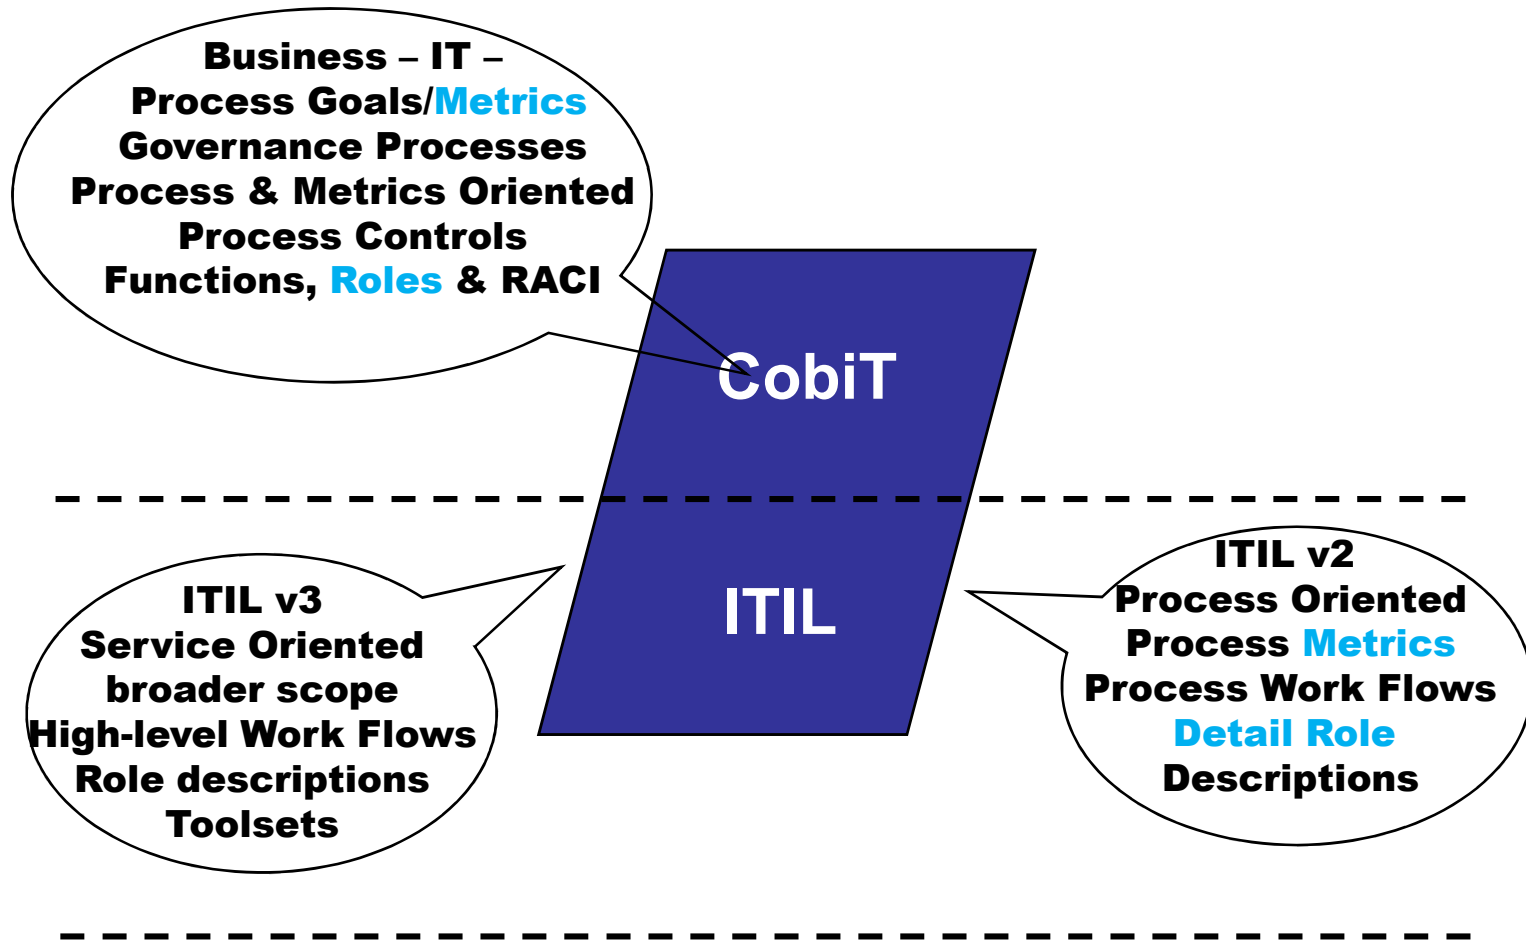 Business – IT –
Process Goals/Metrics
Governance Processes
Process & Metrics Oriented
Process Controls
Functions, Roles & RACI
CobiT
ITIL
ITIL v3
Service Oriented
broader scope
High-level Work Flows
Role descriptions
Toolsets
ITIL v2
Process Oriented
Process Metrics
Process Work Flows
Detail Role
Descriptions